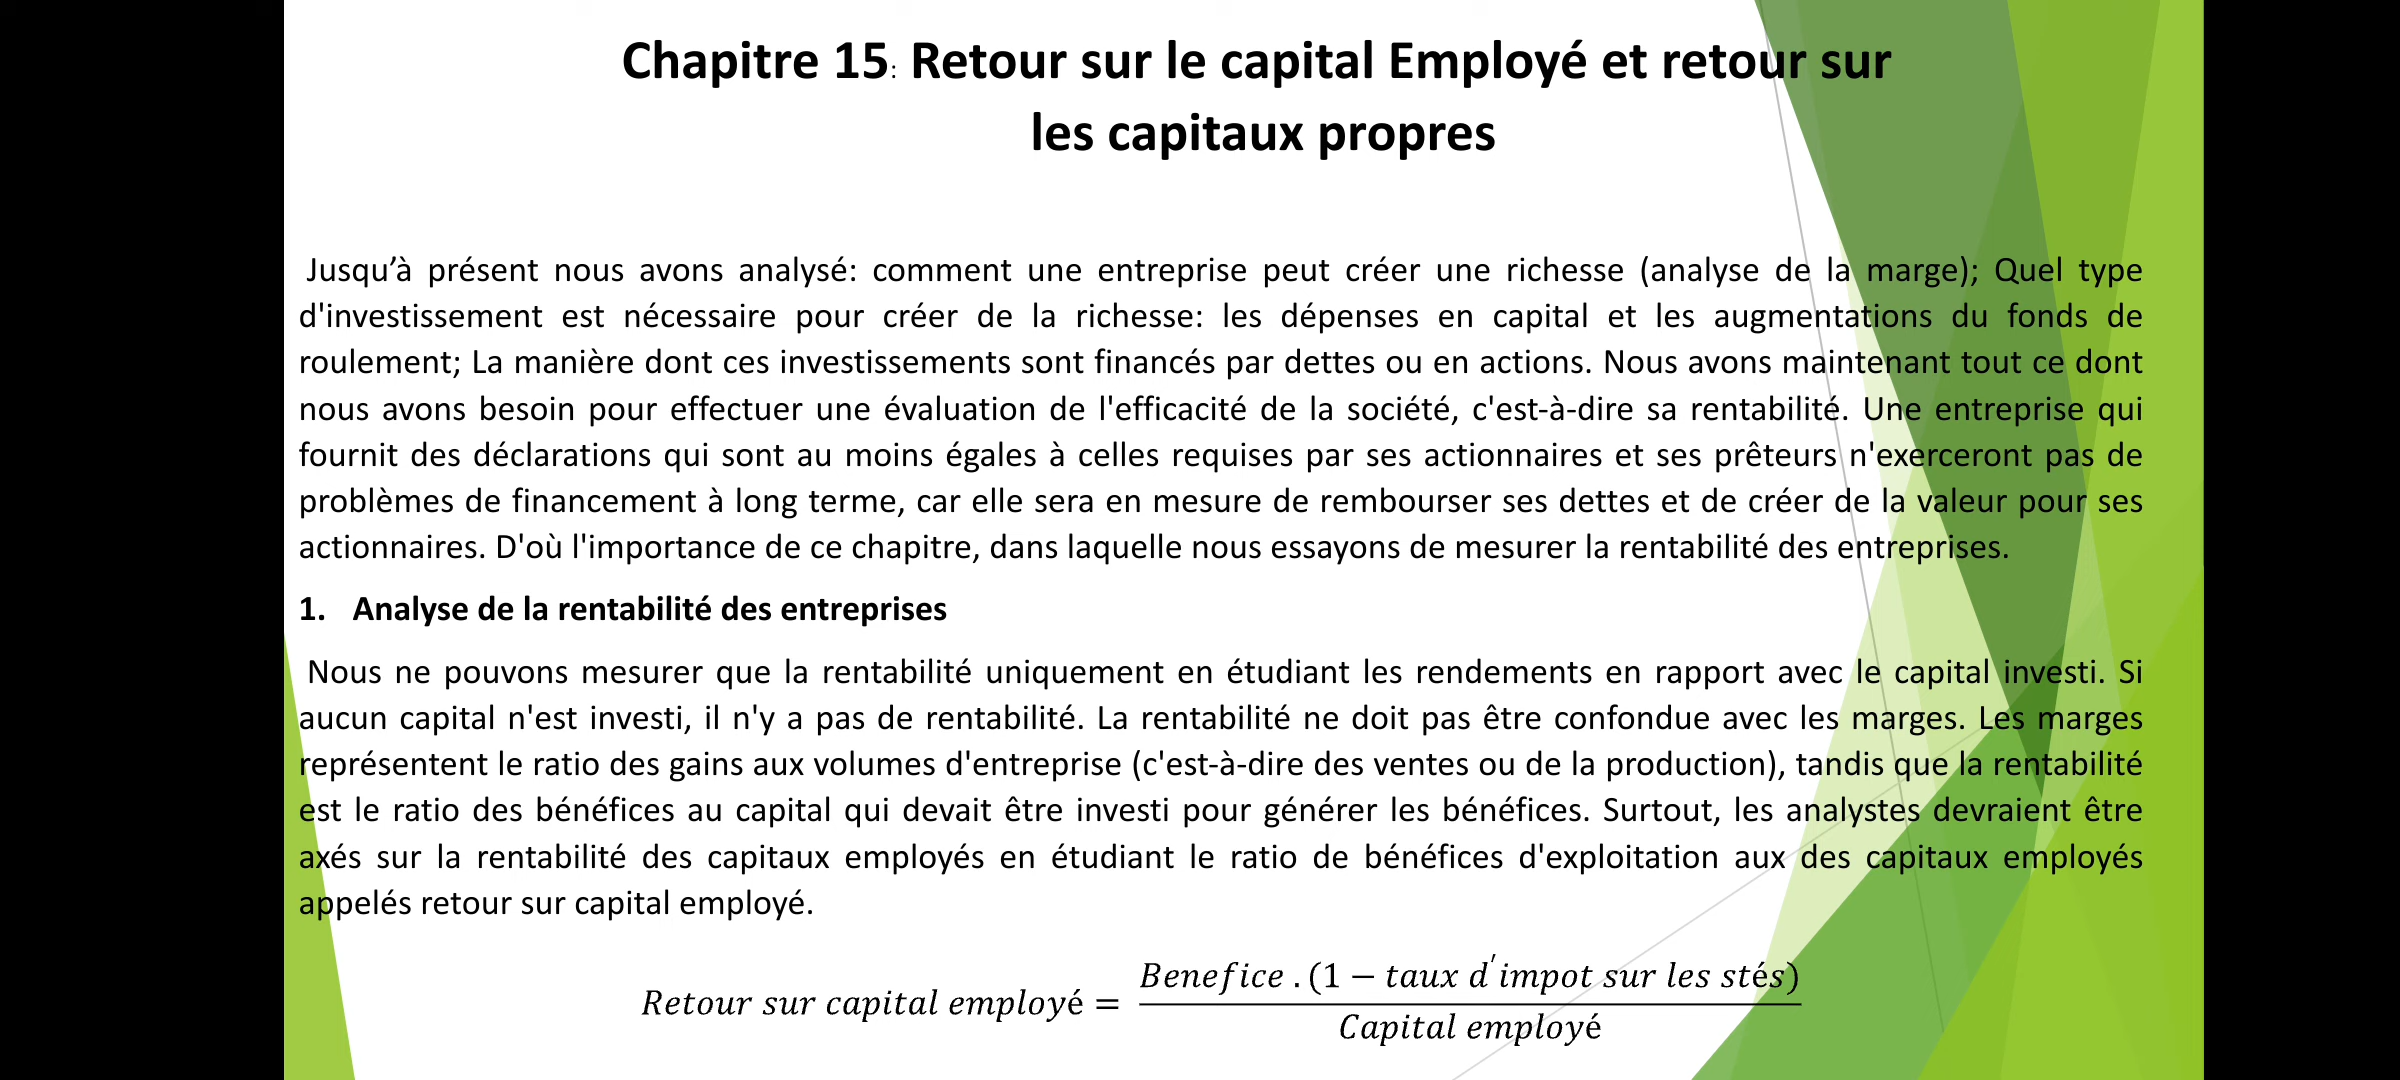 Chapitre 15: Retour sur le capital Employé et retour sur
les capitaux propres
Jusqu’à présent nous avons analysé: comment une entreprise peut créer une richesse (analyse de la marge); Quel type
d'investissement est nécessaire pour créer de la richesse: les dépenses en capital et les augmentations du fonds de
roulement; La manière dont ces investissements sont financés par dettes ou en actions. Nous avons maintenant tout ce dont
nous avons besoin pour effectuer une évaluation de l'efficacité de la société, c'est-à-dire sa rentabilité. Une entreprise qui
fournit des déclarations qui sont au moins égales à celles requises par ses actionnaires et ses prêteurs n'exerceront pas de
problèmes de financement à long terme, car elle sera en mesure de rembourser ses dettes et de créer de la valeur pour ses
actionnaires. D'où l'importance de ce chapitre, dans laquelle nous essayons de mesurer la rentabilité des entreprises.
1. Analyse de la rentabilité des entreprises
Nous ne pouvons mesurer que la rentabilité uniquement en étudiant les rendements en rapport avec le capital investi. Si
aucun capital n'est investi, il n'y a pas de rentabilité. La rentabilité ne doit pas être confondue avec les marges. Les marges
représentent le ratio des gains aux volumes d'entreprise (c'est-à-dire des ventes ou de la production), tandis que la rentabilité
est le ratio des bénéfices au capital qui devait être investi pour générer les bénéfices. Surtout, les analystes devraient être
axés sur la rentabilité des capitaux employés en étudiant le ratio de bénéfices d'exploitation aux des capitaux employés
appelés retour sur capital employé.
Retour sur capital employé = Benefice . (1 − taux d′impot sur les stés)
Capital employé